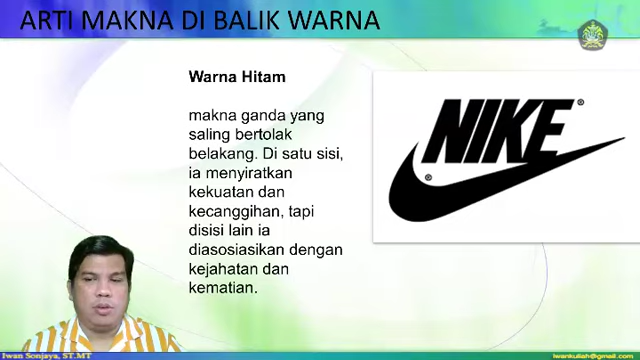 ARTI MAKNA DI BALIK WARNA
Warna Hitam
makna ganda yang
saling bertolak
belakang. Di satu sisi,
ia menyiratkan
kekuatan dan
kecanggihan, tapi
disisi lain ia
diasosiasikan dengan
kejahatan dan
kematian.
NIKE ®
®
Iwan Sonjaya, ST.MT
iwankuliah@gmail.com